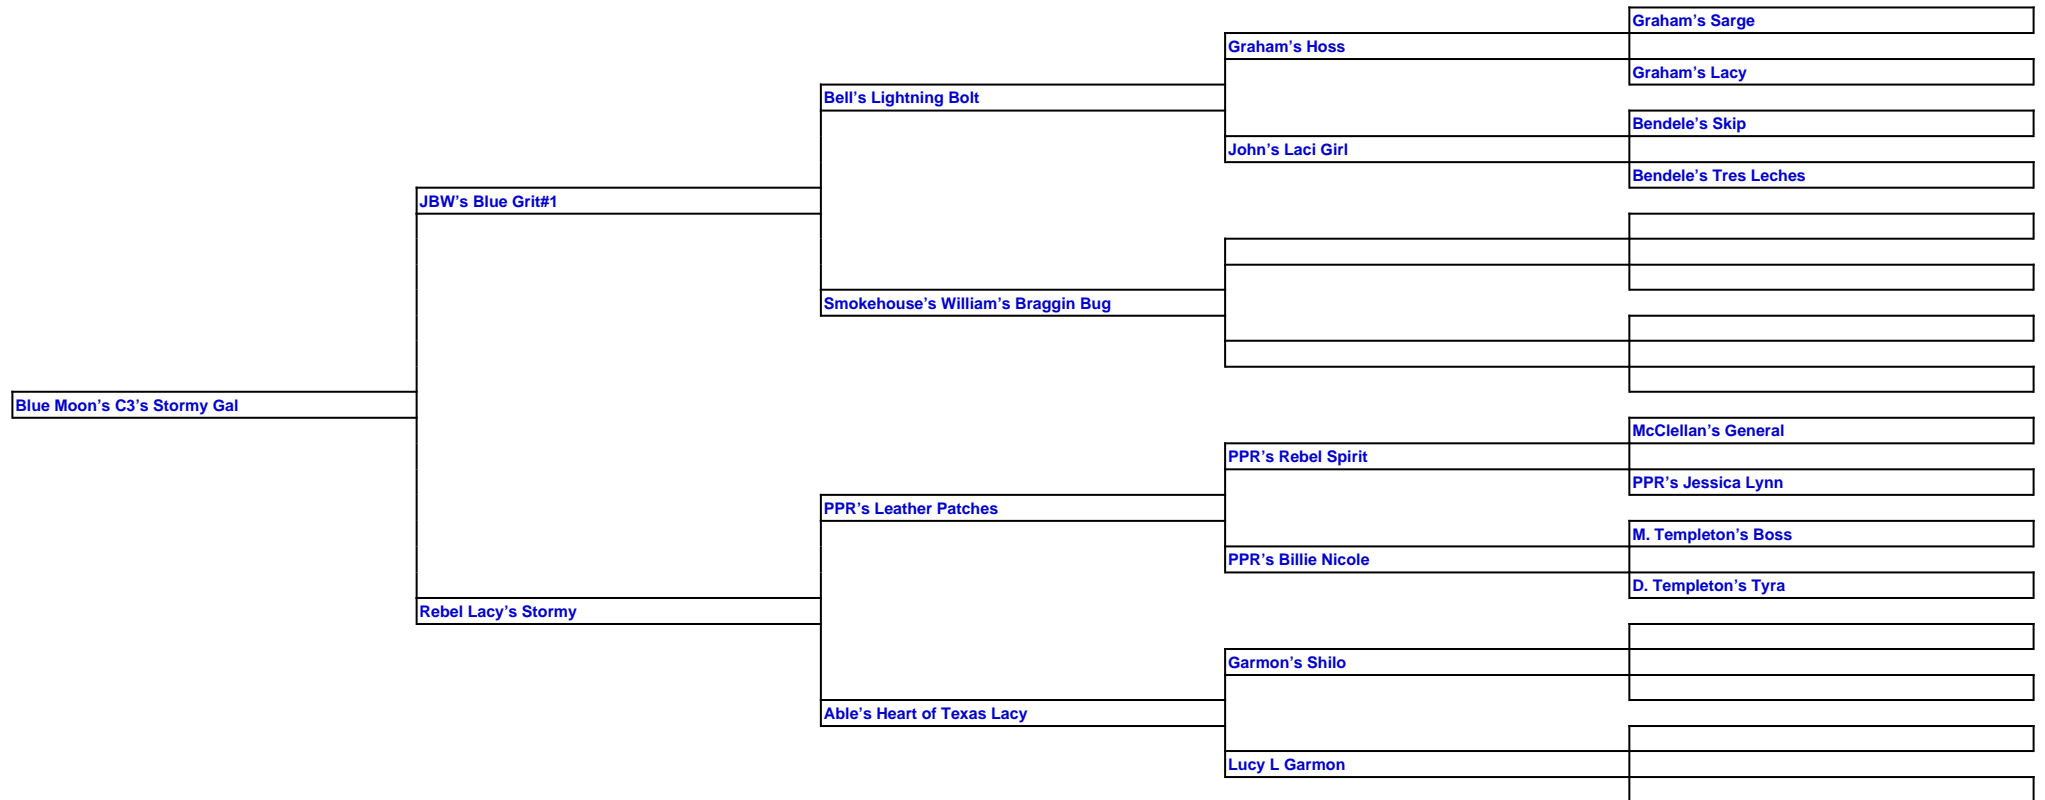 Graham’s Sarge
Graham’s Hoss
Graham’s Lacy
Bell’s Lightning Bolt
Bendele’s Skip
John’s Laci Girl
Bendele’s Tres Leches
JBW’s Blue Grit#1
Smokehouse’s William’s Braggin Bug
Blue Moon’s C3’s Stormy Gal
McClellan’s General
PPR’s Rebel Spirit
PPR’s Jessica Lynn
PPR’s Leather Patches
M. Templeton’s Boss
PPR’s Billie Nicole
D. Templeton’s Tyra
Rebel Lacy’s Stormy
Garmon’s Shilo
Able’s Heart of Texas Lacy
Lucy L Garmon